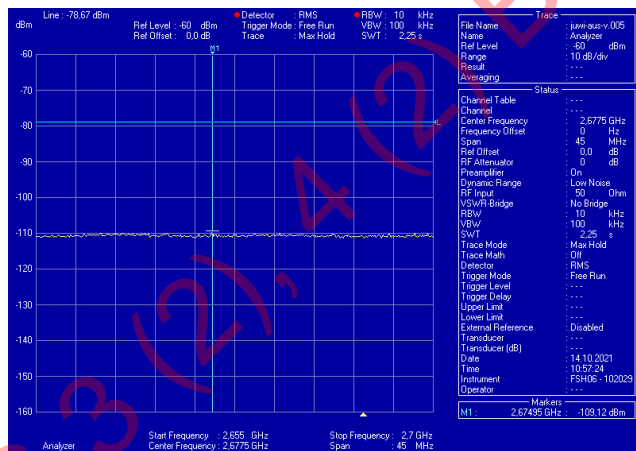 Line : -78,67 dBm
dBm
Ref Level : -60 dBm
Ref Offset : 0,0 dB
Detector : RMS
Trigger Mode : Free Run
Trace : Max Hold
RBW : 10 kHz
VBW : 100 kHz
SWT : 2,25 s
M1
-60
-70
-80
-90
-100
-110
-120
-130
-140
-150
-160
L
Analyzer
Start Frequency : 2,655 GHz
Center Frequency : 2,6775 GHz
Stop Frequency : 2,7 GHz
Span : 45 MHz
Trace
File Name : juwi-aus-v.005
Name : Analyzer
Ref Level : -60 dBm
Range : 10 dB/div
Result : ---
Averaging : ---
Status
Channel Table : ---
Channel : ---
Center Frequency : 2,6775 GHz
Frequency Offset : 0 Hz
Span : 45 MHz
Ref Offset : 0,0 dB
RF Attenuator : 0 dB
Preamplifier : On
Dynamic Range : Low Noise
RF Input : 50 Ohm
VSWR-Bridge : No Bridge
RBW : 10 kHz
VBW : 100 kHz
SWT : 2,25 s
Trace Mode : Max Hold
Trace Math : Off
Detector : RMS
Trigger Mode : Free Run
Trigger Level : ---
Trigger Delay : ---
Upper Limit : ---
Lower Limit : ---
External Reference : Disabled
Transducer : ---
Transducer (dB) : ---
Date : 14.10.2021
Time : 10:57:24
Instrument : FSH06 - 102029
Operator : ---
Markers
M1 : 2,67495 GHz : -109,12 dBm
3 (2), 4 (2)